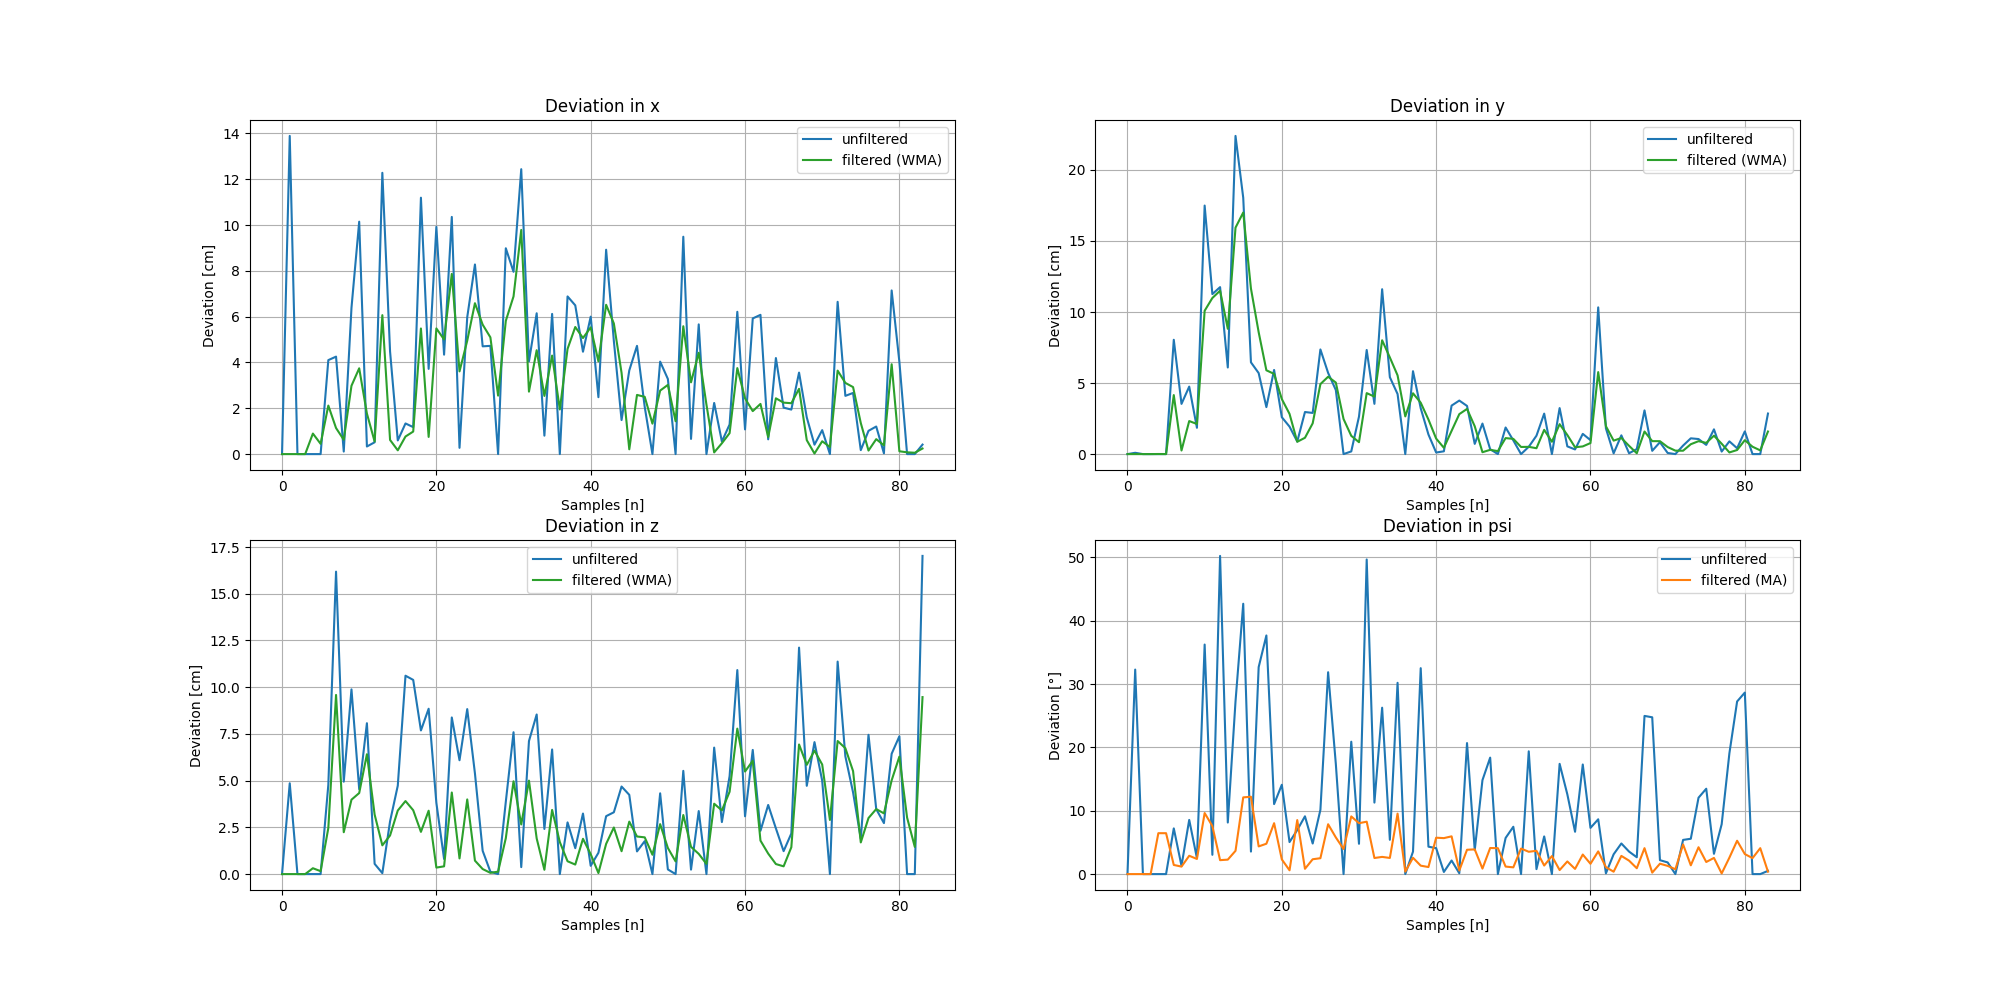 Deviation in x
Deviation [cm]
14
12
10
8
6
4
2
0
unfiltered
filtered (WMA)
0 20 40 60 80
Samples [n]
Deviation in y
Deviation [cm]
20
15
10
5
0
unfiltered
filtered (WMA)
0 20 40 60 80
Samples [n]
Deviation in z
Deviation [cm]
17.5
15.0
12.5
10.0
7.5
5.0
2.5
0.0
unfiltered
filtered (WMA)
0 20 40 60 80
Samples [n]
Deviation in psi
Deviation [°]
50
40
30
20
10
0
unfiltered
filtered (MA)
0 20 40 60 80
Samples [n]